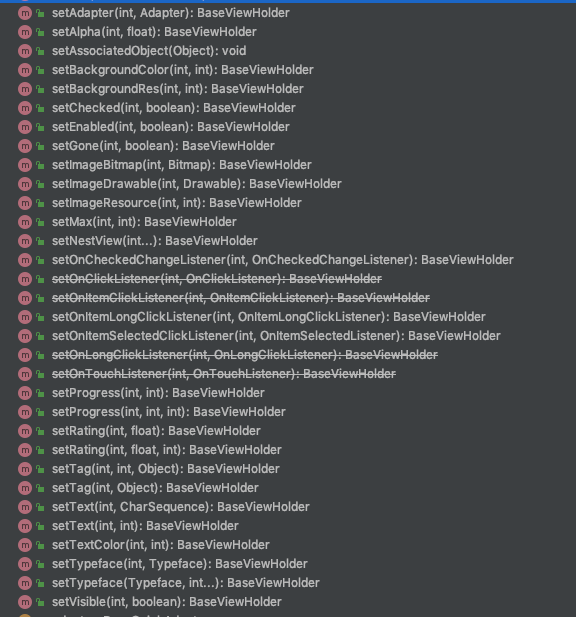 setAdapter(int, Adapter): BaseViewHolder
setAlpha(int, float): BaseViewHolder
setAssociatedObject(Object): void
setBackgroundColor(int, int): BaseViewHolder
setBackgroundRes(int, int): BaseViewHolder
setChecked(int, boolean): BaseViewHolder
setEnabled(int, boolean): BaseViewHolder
setGone(int, boolean): BaseViewHolder
setImageBitmap(int, Bitmap): BaseViewHolder
setImageDrawable(int, Drawable): BaseViewHolder
setImageResource(int, int): BaseViewHolder
setMax(int, int): BaseViewHolder
setNestView(int...): BaseViewHolder
setOnCheckedChangeListener(int, OnCheckedChangeListener): BaseViewHolder
setOnClickListener(int, OnClickListener): BaseViewHolder
setOnItemClickListener(int, OnItemClickListener): BaseViewHolder
setOnItemLongClickListener(int, OnItemLongClickListener): BaseViewHolder
setOnItemSelectedClickListener(int, OnItemSelectedListener): BaseViewHolder
setOnLongClickListener(int, OnLongClickListener): BaseViewHolder
setOnTouchListener(int, OnTouchListener): BaseViewHolder
setProgress(int, int): BaseViewHolder
setProgress(int, int, int): BaseViewHolder
setRating(int, float): BaseViewHolder
setRating(int, float, int): BaseViewHolder
setTag(int, int, Object): BaseViewHolder
setTag(int, Object): BaseViewHolder
setText(int, CharSequence): BaseViewHolder
setText(int, int): BaseViewHolder
setTextColor(int, int): BaseViewHolder
setTypeface(int, Typeface): BaseViewHolder
setTypeface(Typeface, int...): BaseViewHolder
setVisible(int, boolean): BaseViewHolder